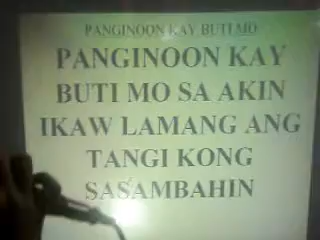 PANGINOON KAY BUTI MO
PANGINOON KAY
BUTI MO SA AKIN
IKAW LAMANG ANG
TANGI KONG
SASAMBAHIN